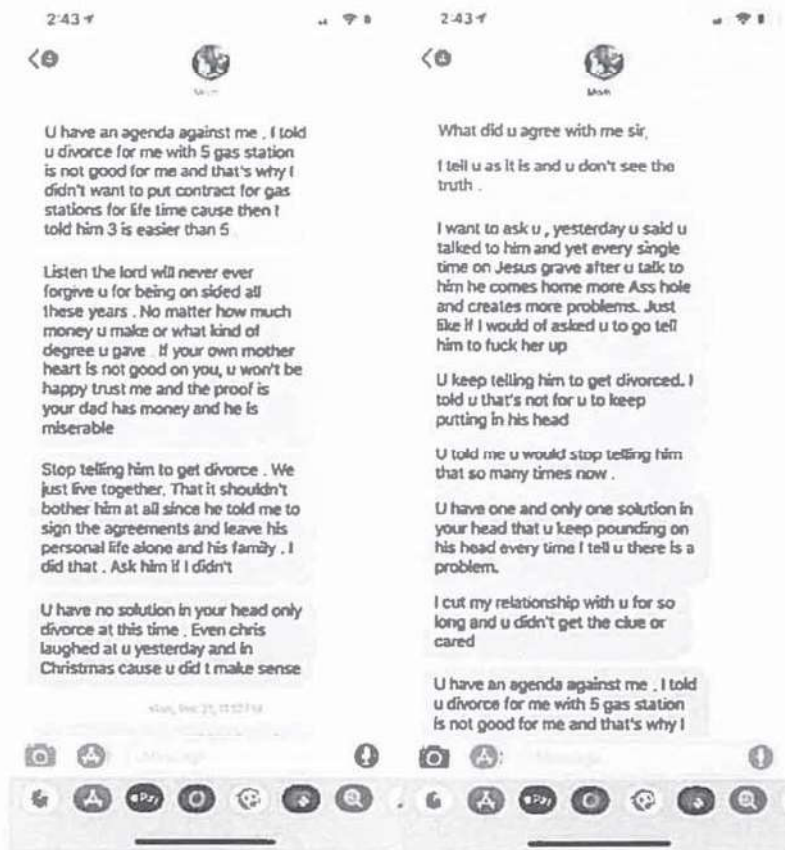 2:43
U have an agenda against me . I told
u divorce for me with 5 gas station
is not good for me and that's why I
didn't want to put contract for gas
stations for life time cause then I
told him 3 is easier than 5
Listen the lord will never ever
forgive u for being on sided all
these years . No matter how much
money u make or what kind of
degree u gave . If your own mother
heart is not good on you, u won't be
happy trust me and the proof is
your dad has money and he is
miserable
Stop telling him to get divorce . We
just live together. That it shouldn't
bother him at all since he told me to
sign the agreements and leave his
personal life alone and his family . I
did that . Ask him if I didn't
U have no solution in your head only
divorce at this time . Even chris
laughed at u yesterday and in
Christmas cause u did t make sense
Message
Pay
2:43
Mom
What did u agree with me sir,
I tell u as it is and u don't see the
truth .
I want to ask u , yesterday u said u
talked to him and yet every single
time on Jesus grave after u talk to
him he comes home more Ass hole
and creates more problems. Just
like if I would of asked u to go tell
him to fuck her up
U keep telling him to get divorced. I
told u that's not for u to keep
putting in his head
U told me u would stop telling him
that so many times now .
U have one and only one solution in
your head that u keep pounding on
his head every time I tell u there is a
problem.
I cut my relationship with u for so
long and u didn't get the clue or
cared
U have an agenda against me . I told
u divorce for me with 5 gas station
is not good for me and that's why I
Message
Pay